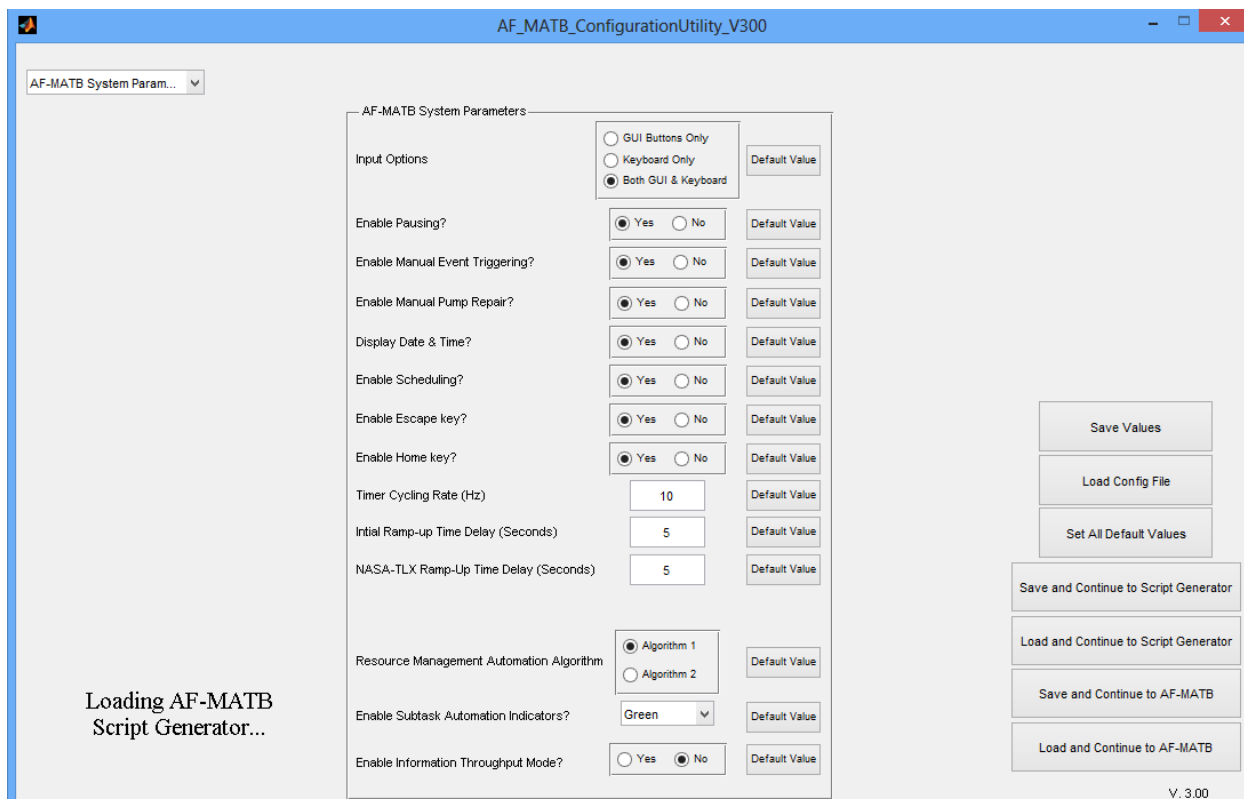 AF_MATB_ConfigurationUtility_V300
AF-MATB System Param...
AF-MATB System Parameters
Input Options
GUI Buttons Only
Keyboard Only
Both GUI & Keyboard
Default Value
Enable Pausing? Yes No Default Value
Enable Manual Event Triggering? Yes No Default Value
Enable Manual Pump Repair? Yes No Default Value
Display Date & Time? Yes No Default Value
Enable Scheduling? Yes No Default Value
Enable Escape key? Yes No Default Value
Enable Home key? Yes No Default Value
Timer Cycling Rate (Hz) 10 Default Value
Intial Ramp-up Time Delay (Seconds) 5 Default Value
NASA-TLX Ramp-Up Time Delay (Seconds) 5 Default Value
Resource Management Automation Algorithm
Algorithm 1
Algorithm 2
Default Value
Enable Subtask Automation Indicators? Green Default Value
Enable Information Throughput Mode? Yes No Default Value
Loading AF-MATB
Script Generator...
Save Values
Load Config File
Set All Default Values
Save and Continue to Script Generator
Load and Continue to Script Generator
Save and Continue to AF-MATB
Load and Continue to AF-MATB
V. 3.00